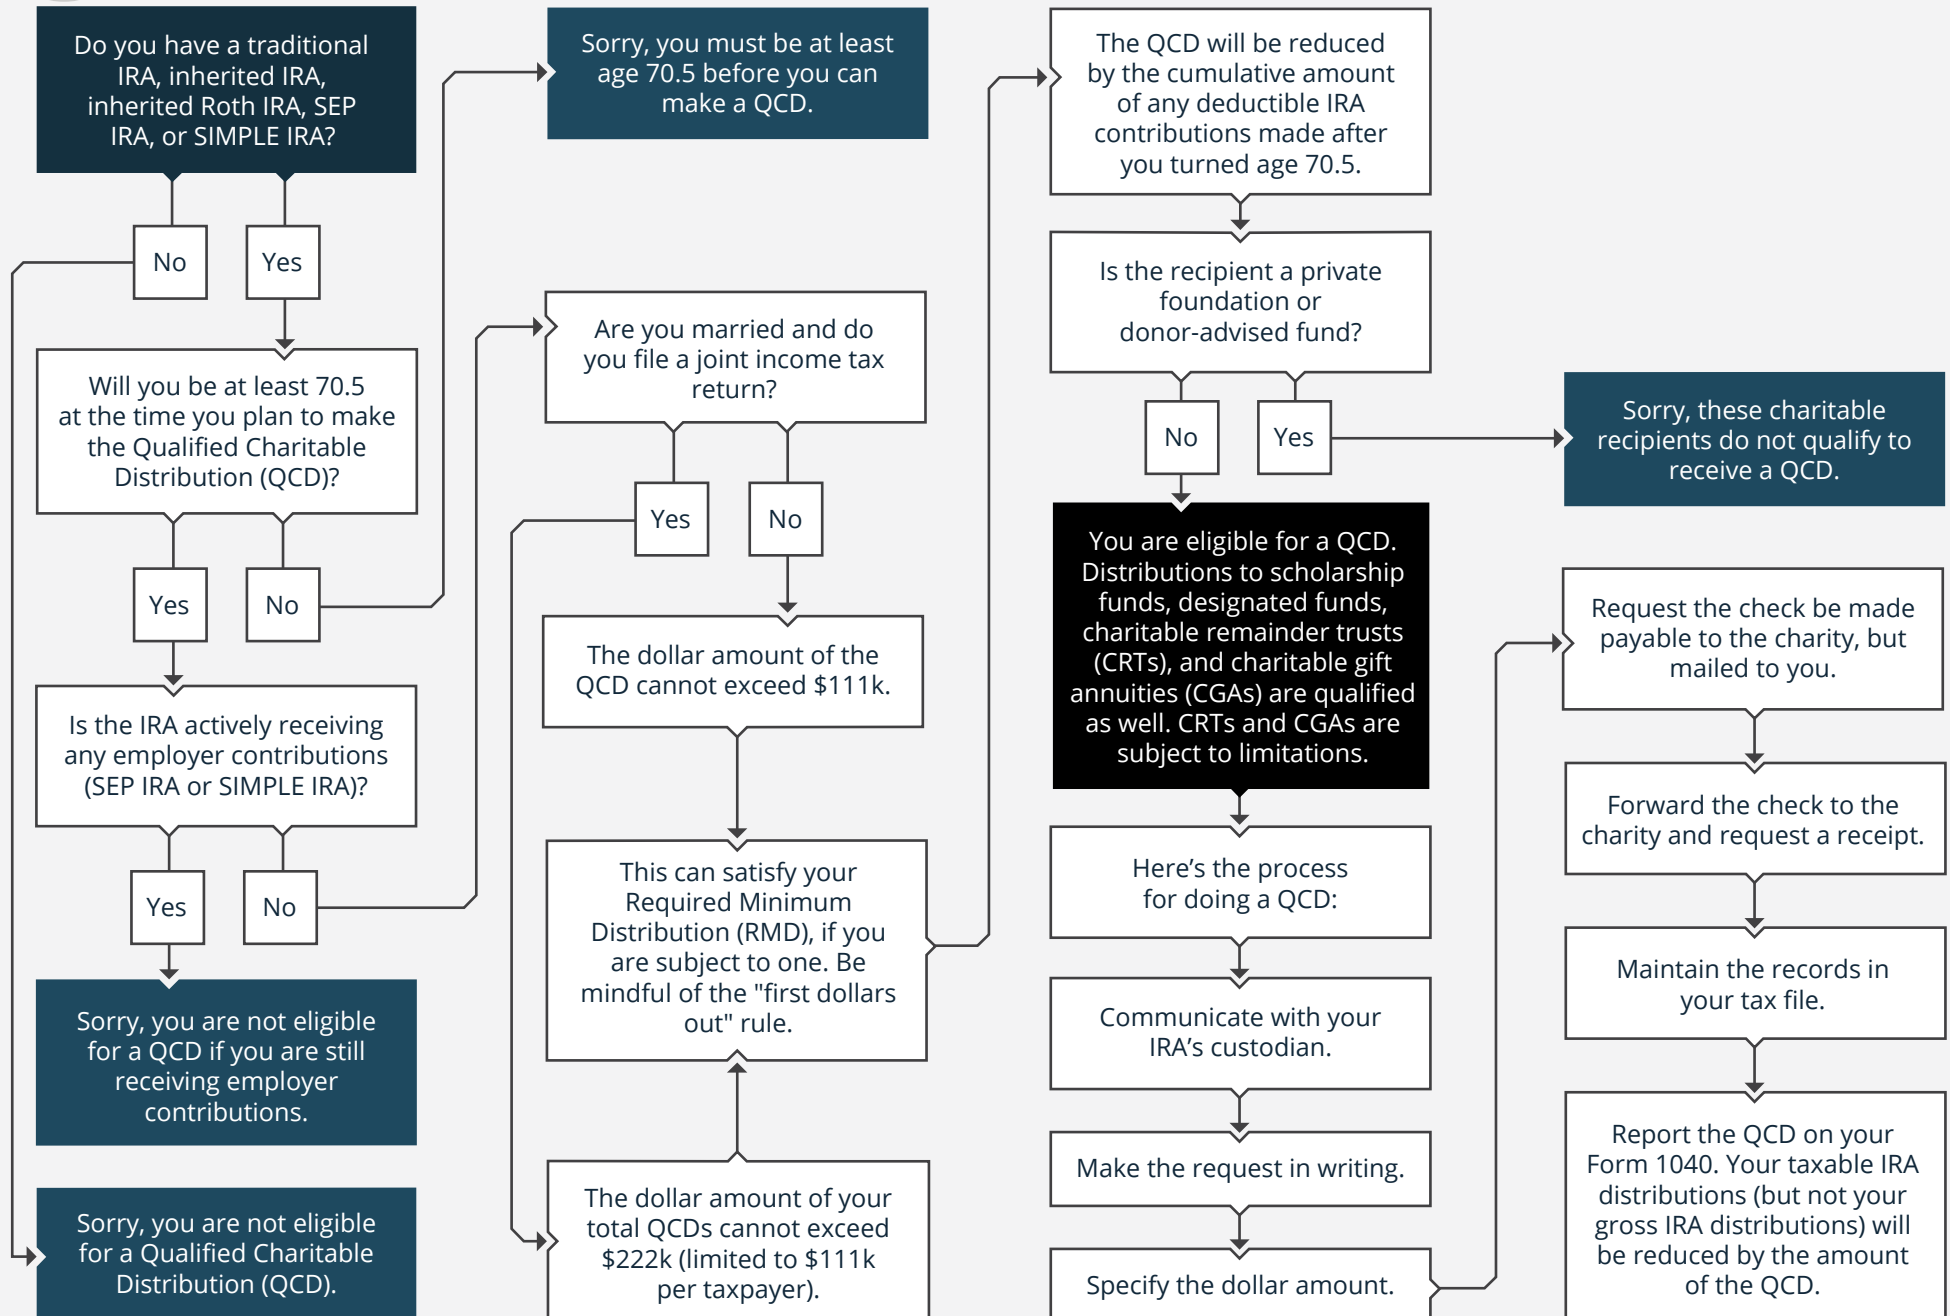 Do you have a traditional
IRA, inherited IRA,
inherited Roth IRA, SEP
IRA, or SIMPLE IRA?
No
Yes
Will you be at least 70.5
at the time you plan to make
the Qualified Charitable
Distribution (QCD)?
Yes
No
Is the IRA actively receiving
any employer contributions
(SEP IRA or SIMPLE IRA)?
Yes
No
Sorry, you are not eligible
for a QCD if you are still
receiving employer
contributions.
Sorry, you are not eligible
for a Qualified Charitable
Distribution (QCD).
Sorry, you must be at least
age 70.5 before you can
make a QCD.
Are you married and do
you file a joint income tax
return?
Yes
No
The dollar amount of the
QCD cannot exceed $111k.
This can satisfy your
Required Minimum
Distribution (RMD), if you
are subject to one. Be
mindful of the "first dollars
out" rule.
The dollar amount of your
total QCDs cannot exceed
$222k (limited to $111k
per taxpayer).
The QCD will be reduced
by the cumulative amount
of any deductible IRA
contributions made after
you turned age 70.5.
Is the recipient a private
foundation or
donor-advised fund?
No
Yes
Sorry, these charitable
recipients do not qualify to
receive a QCD.
You are eligible for a QCD.
Distributions to scholarship
funds, designated funds,
charitable remainder trusts
(CRTs), and charitable gift
annuities (CGAs) are qualified
as well. CRTs and CGAs are
subject to limitations.
Here’s the process
for doing a QCD:
Communicate with your
IRA’s custodian.
Make the request in writing.
Specify the dollar amount.
Request the check be made
payable to the charity, but
mailed to you.
Forward the check to the
charity and request a receipt.
Maintain the records in
your tax file.
Report the QCD on your
Form 1040. Your taxable IRA
distributions (but not your
gross IRA distributions) will
be reduced by the amount
of the QCD.